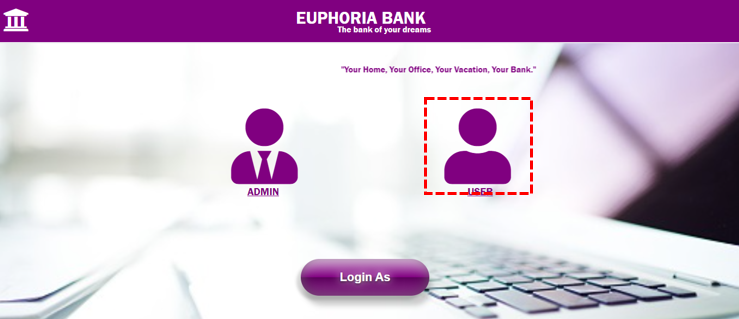 EUPHORIA BANK
The bank of your dreams
"Your Home, Your Office, Your Vacation, Your Bank."
ADMIN
USER
Login As